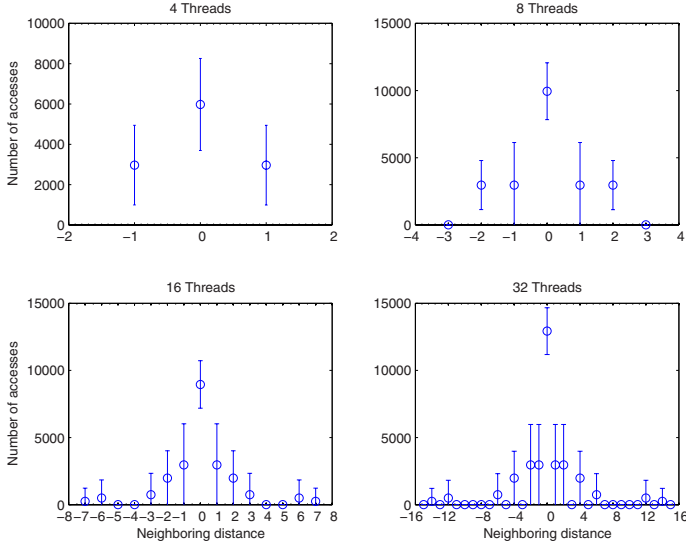 4 Threads
10000
8000
6000
4000
2000
0
−2 −1 0 1 2
Number of accesses
8 Threads
15000
10000
5000
0
−4 −3 −2 −1 0 1 2 3 4
16 Threads
15000
10000
5000
0
−8 −7 −6 −5 −4 −3 −2 −1 0 1 2 3 4 5 6 7 8
Number of accesses
Neighboring distance
32 Threads
15000
10000
5000
0
−16 −12 −8 −4 0 4 8 12 16
Neighboring distance